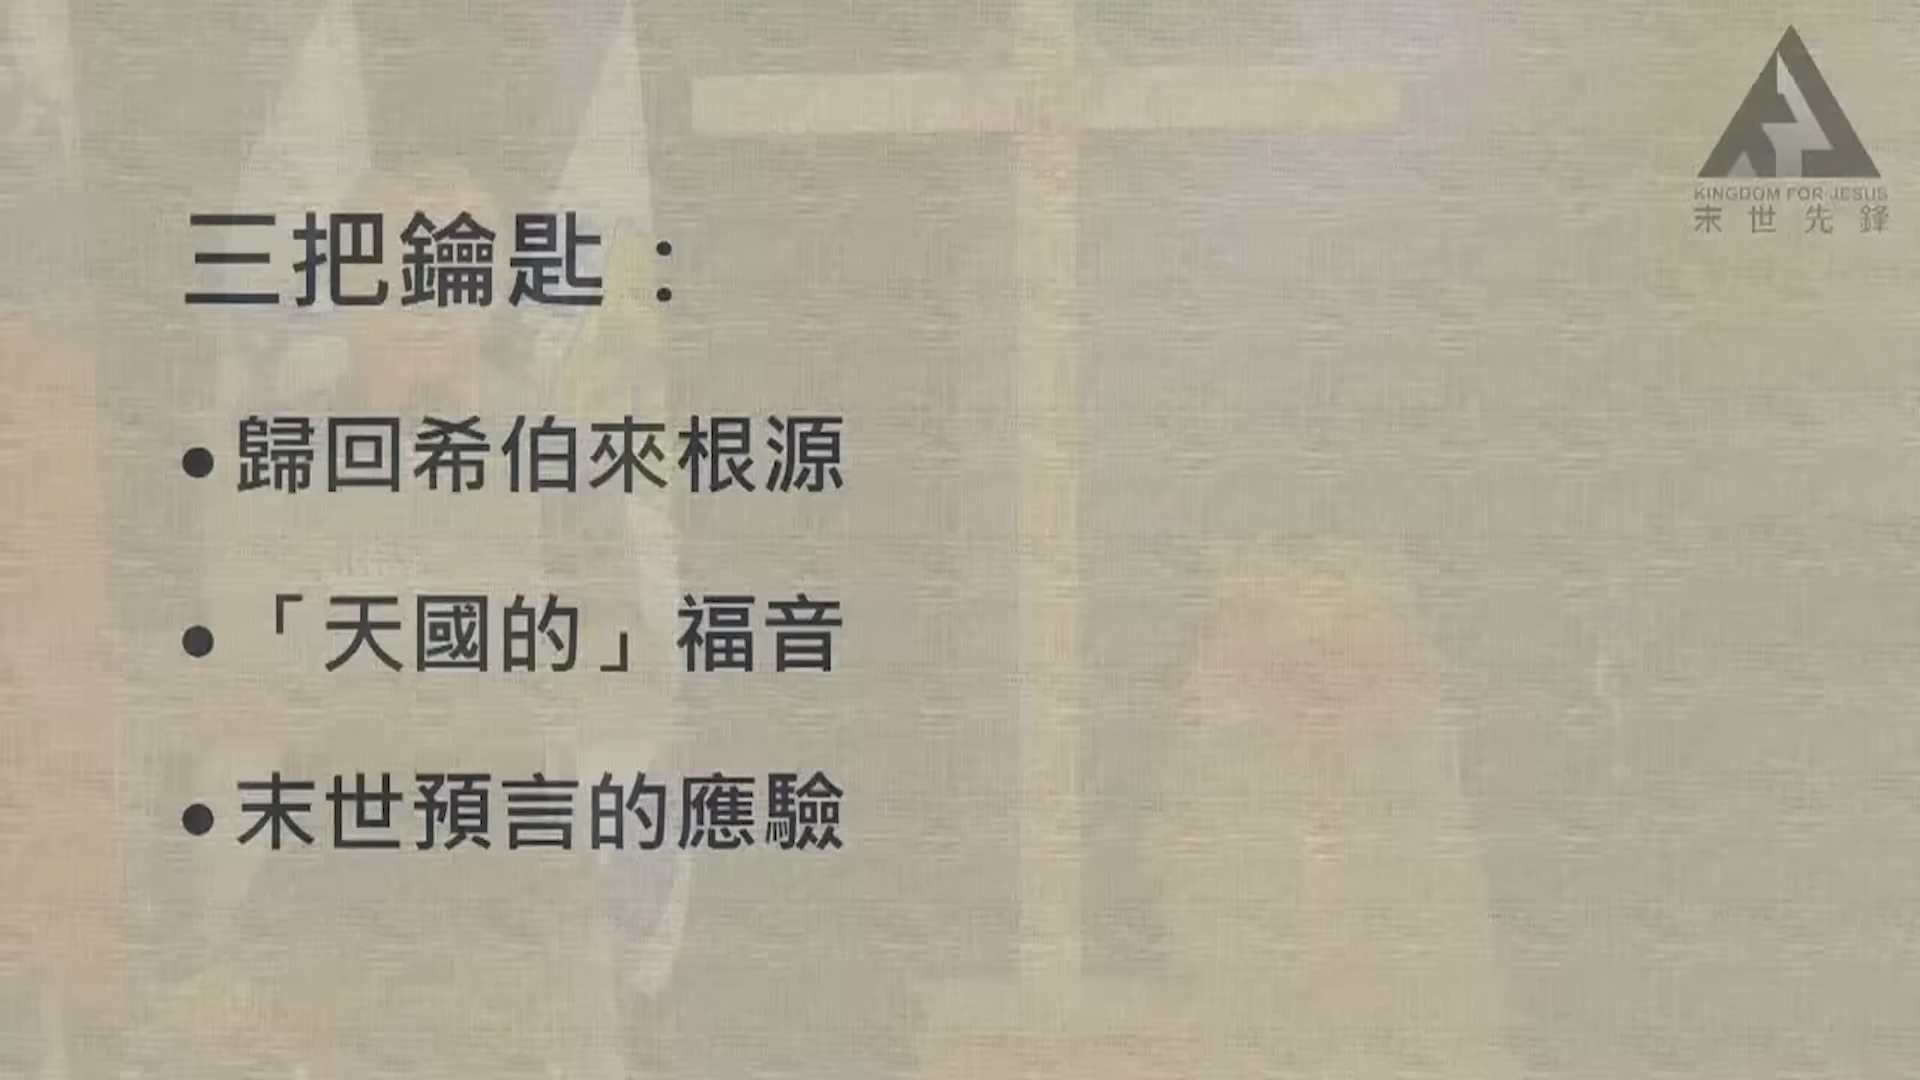 KINGDOM FOR JESUS
末世先鋒
三把鑰匙：
• 歸回希伯來根源
• 「天國的」福音
• 末世預言的應驗